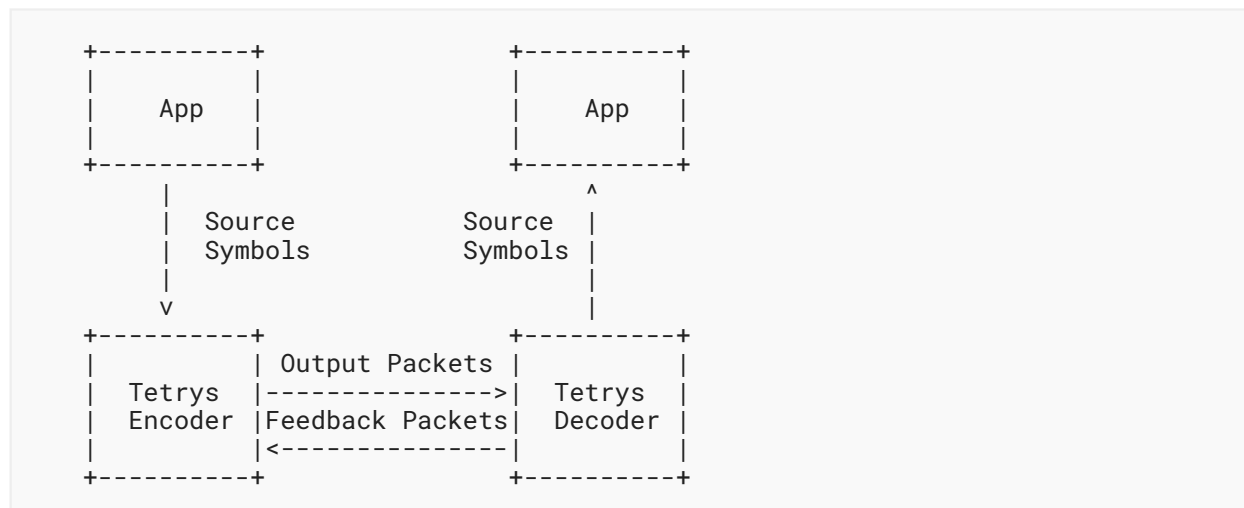 App App
Source Source
Symbols Symbols
Output Packets
Tetrys Tetrys
Encoder Feedback Packets Decoder